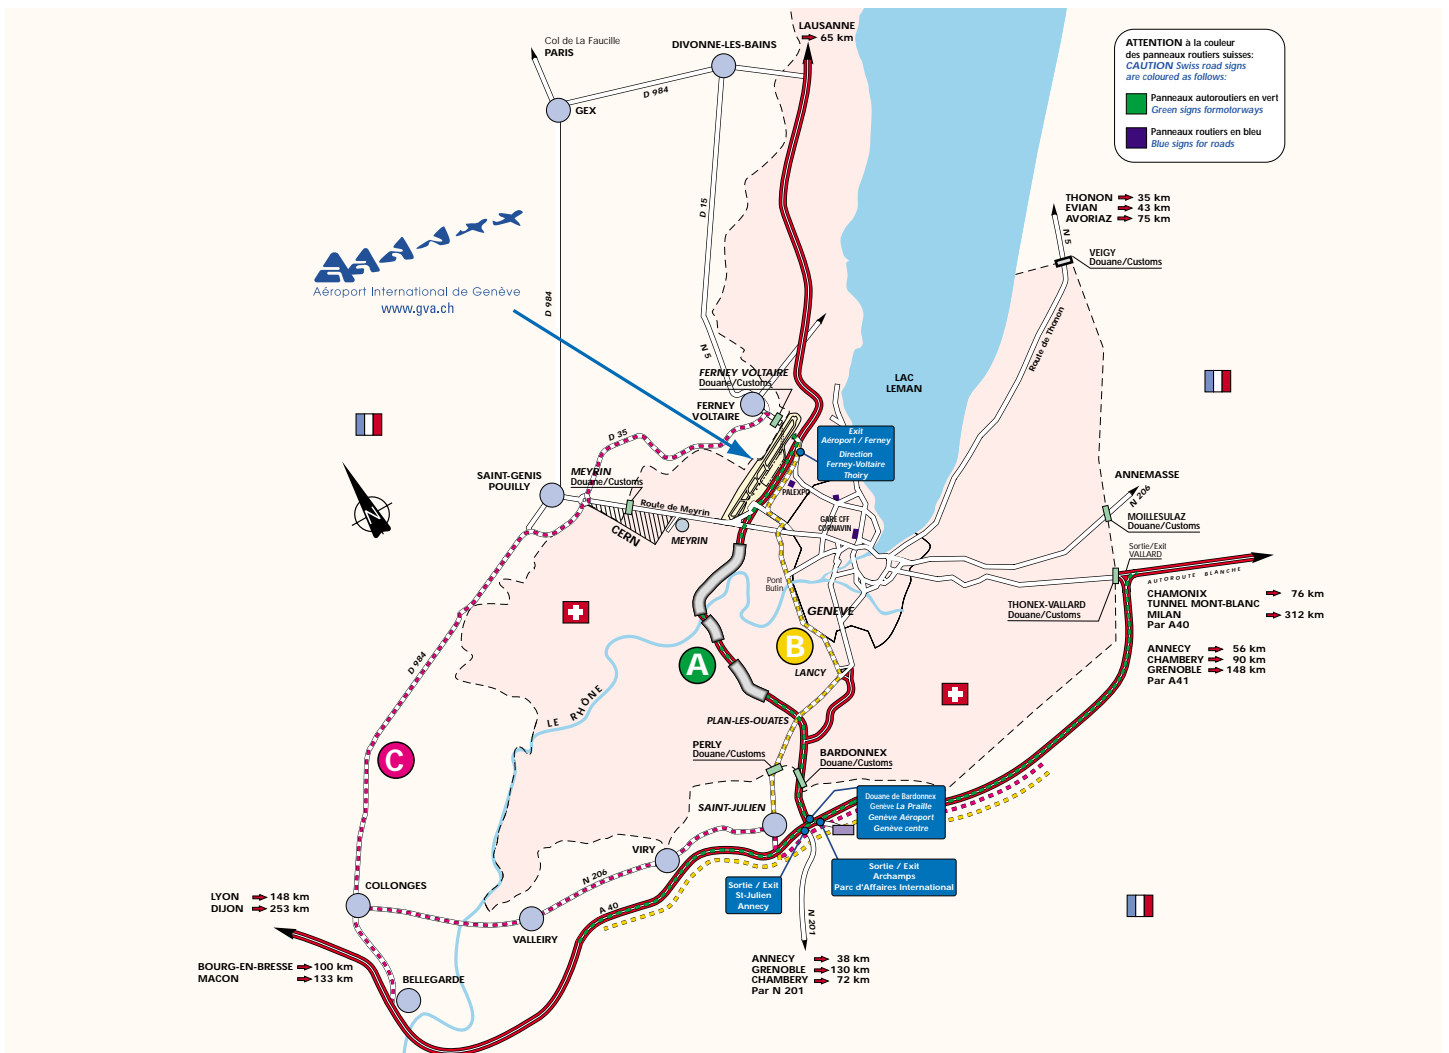 LAUSANNE
65 km
Col de La Faucille
PARIS
DIVONNE-LES-BAINS
D 984
GEX
ATTENTION à la couleur
des panneaux routiers suisses:
CAUTION Swiss road signs
are coloured as follows:
Panneaux autoroutiers en vert
Green signs formotorways
Panneaux routiers en bleu
Blue signs for roads
THONON 35 km
EVIAN 43 km
AVORIAZ 75 km
N 5
VEIGY
Douane/Customs
D 15
Aéroport International de Genève
www.gva.ch
D 984
N 5
Route de Thonon
FERNEY VOLTAIRE
Douane/Customs
LAC
LEMAN
FERNEY
VOLTAIRE
Exit
Aéroport / Ferney
Direction
Ferney-Voltaire
Thoiry
D 35
SAINT-GENIS
POUILLY
MEYRIN
Douane/Customs
PALEXPO
ANNEMASSE
N 206
Route de Meyrin
GARE CFF
CORNAVIN
MOILLESULAZ
Douane/Customs
N
CERN
MEYRIN
Sortie/Exit
VALLARD
AUTOROUTE BLANCHE
Pont
Butin
GENEVE
THONEX-VALLARD
Douane/Customs
CHAMONIX 76 km
TUNNEL MONT-BLANC
MILAN 312 km
Par A40
ANNECY 56 km
CHAMBERY 90 km
GRENOBLE 148 km
Par A41
A
B
LANCY
D 984
LE RHÔNE
PLAN-LES-OUATES
C
PERLY
Douane/Customs
BARDONNEX
Douane/Customs
SAINT-JULIEN
Douane de Bardonnex
Genève La Praille
Genève Aéroport
Genève centre
VIRY
N 206
Sortie / Exit
Archamps
Parc d'Affaires International
Sortie / Exit
St-Julien
Annecy
COLLONGES
LYON 148 km
DIJON 253 km
A 40
VALLEIRY
N 201
BOURG-EN-BRESSE 100 km
MACON 133 km
BELLEGARDE
ANNECY 38 km
GRENOBLE 130 km
CHAMBERY 72 km
Par N 201